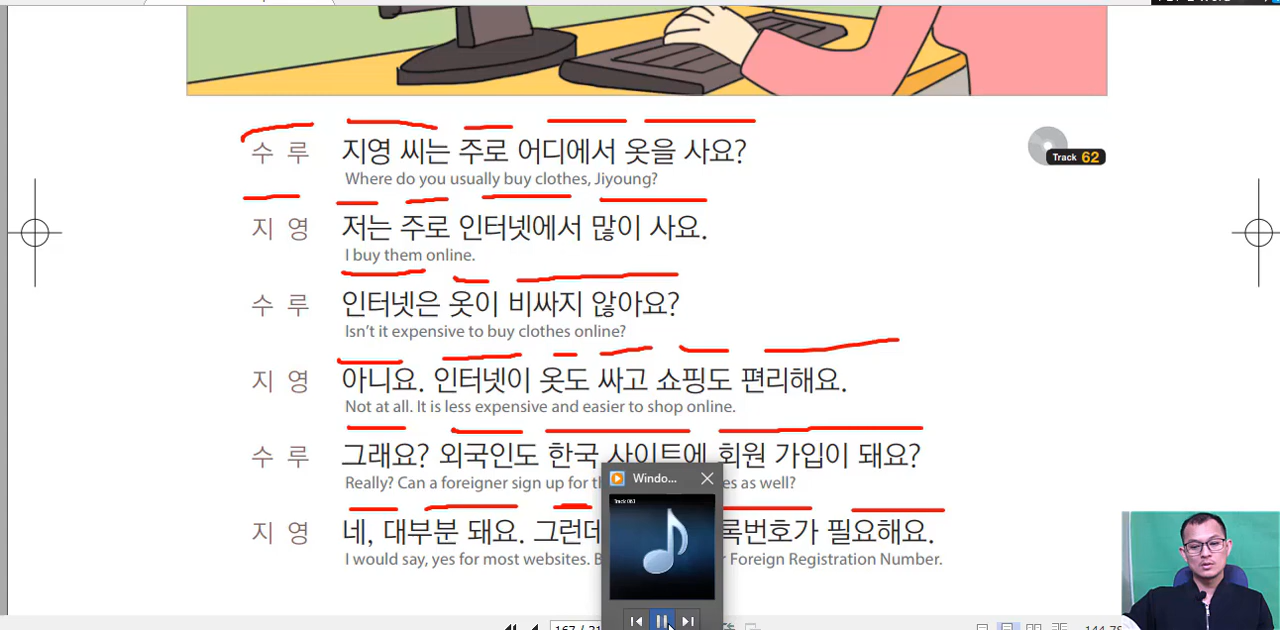 수 루 지영 씨는 주로 어디에서 옷을 사요?
Where do you usually buy clothes, Jiyoung?
Track 62
지 영 저는 주로 인터넷에서 많이 사요.
I buy them online.
수 루 인터넷은 옷이 비싸지 않아요?
Isn't it expensive to buy clothes online?
지 영 아니요. 인터넷이 옷도 싸고 쇼핑도 편리해요.
Not at all. It is less expensive and easier to shop online.
수 루 그래요? 외국인도 한국 사이트에 회원 가입이 돼요?
Really? Can a foreigner sign up for es as well?
Windo...
지 영 네, 대부분 돼요. 그런데 록번호가 필요해요.
I would say, yes for most websites. Foreign Registration Number.